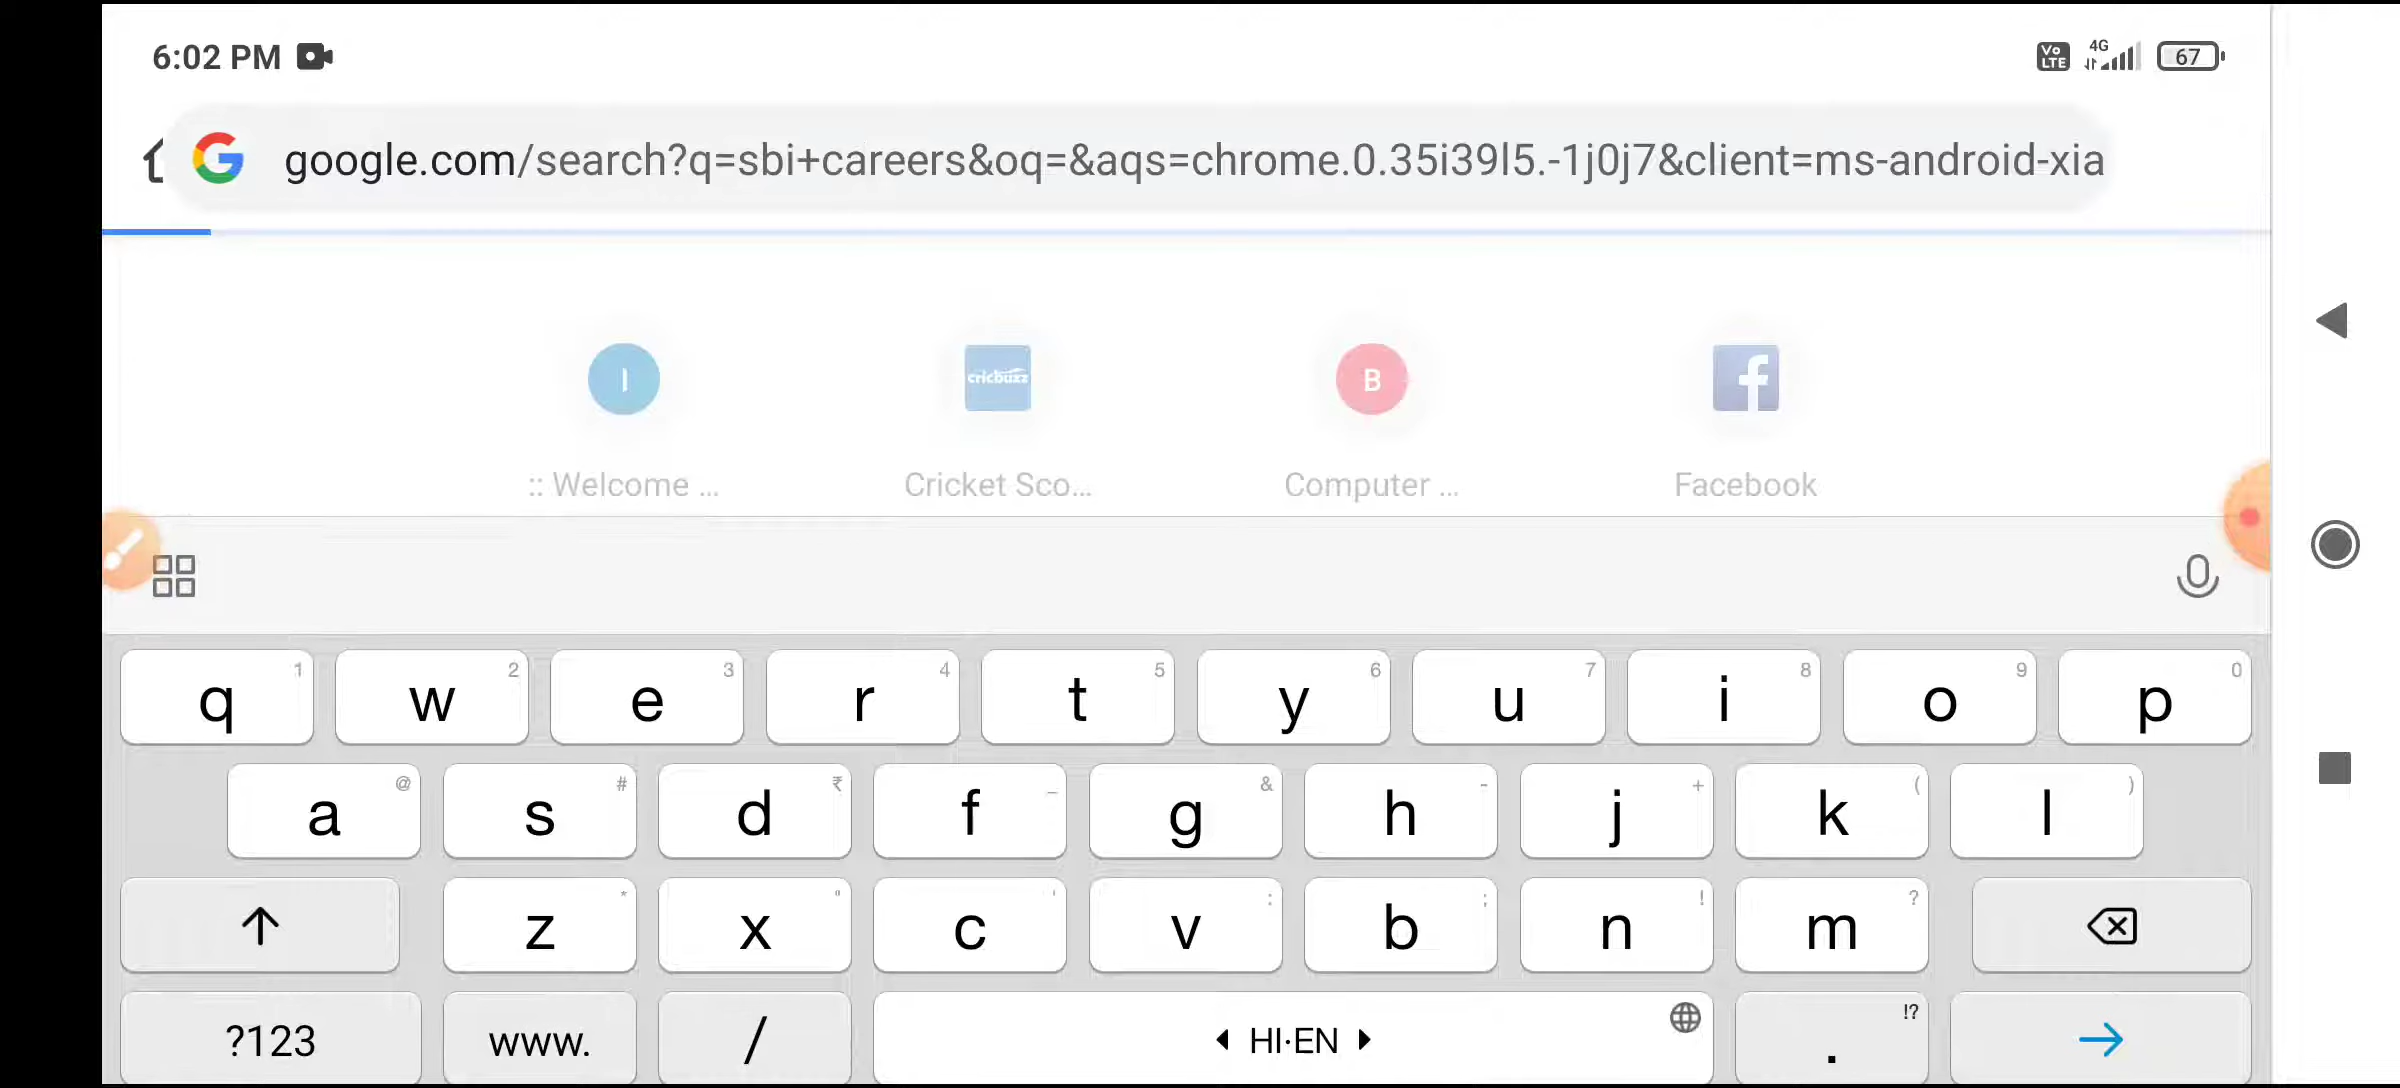 6:02 PM Vo LTE 4G 67
google.com/search?q=sbi+careers&oq=&aqs=chrome.0.35i39l5.-1j0j7&client=ms-android-xia
I cricbuzz B f
:: Welcome ... Cricket Sco... Computer ... Facebook
q 1 w 2 e 3 r 4 t 5 y 6 u 7 i 8 o 9 p 0
a @ s # d ₹ f _ g & h - j + k ( l )
z * x " c ' v : b ; n ! m ?
?123 www. / HI·EN . !?